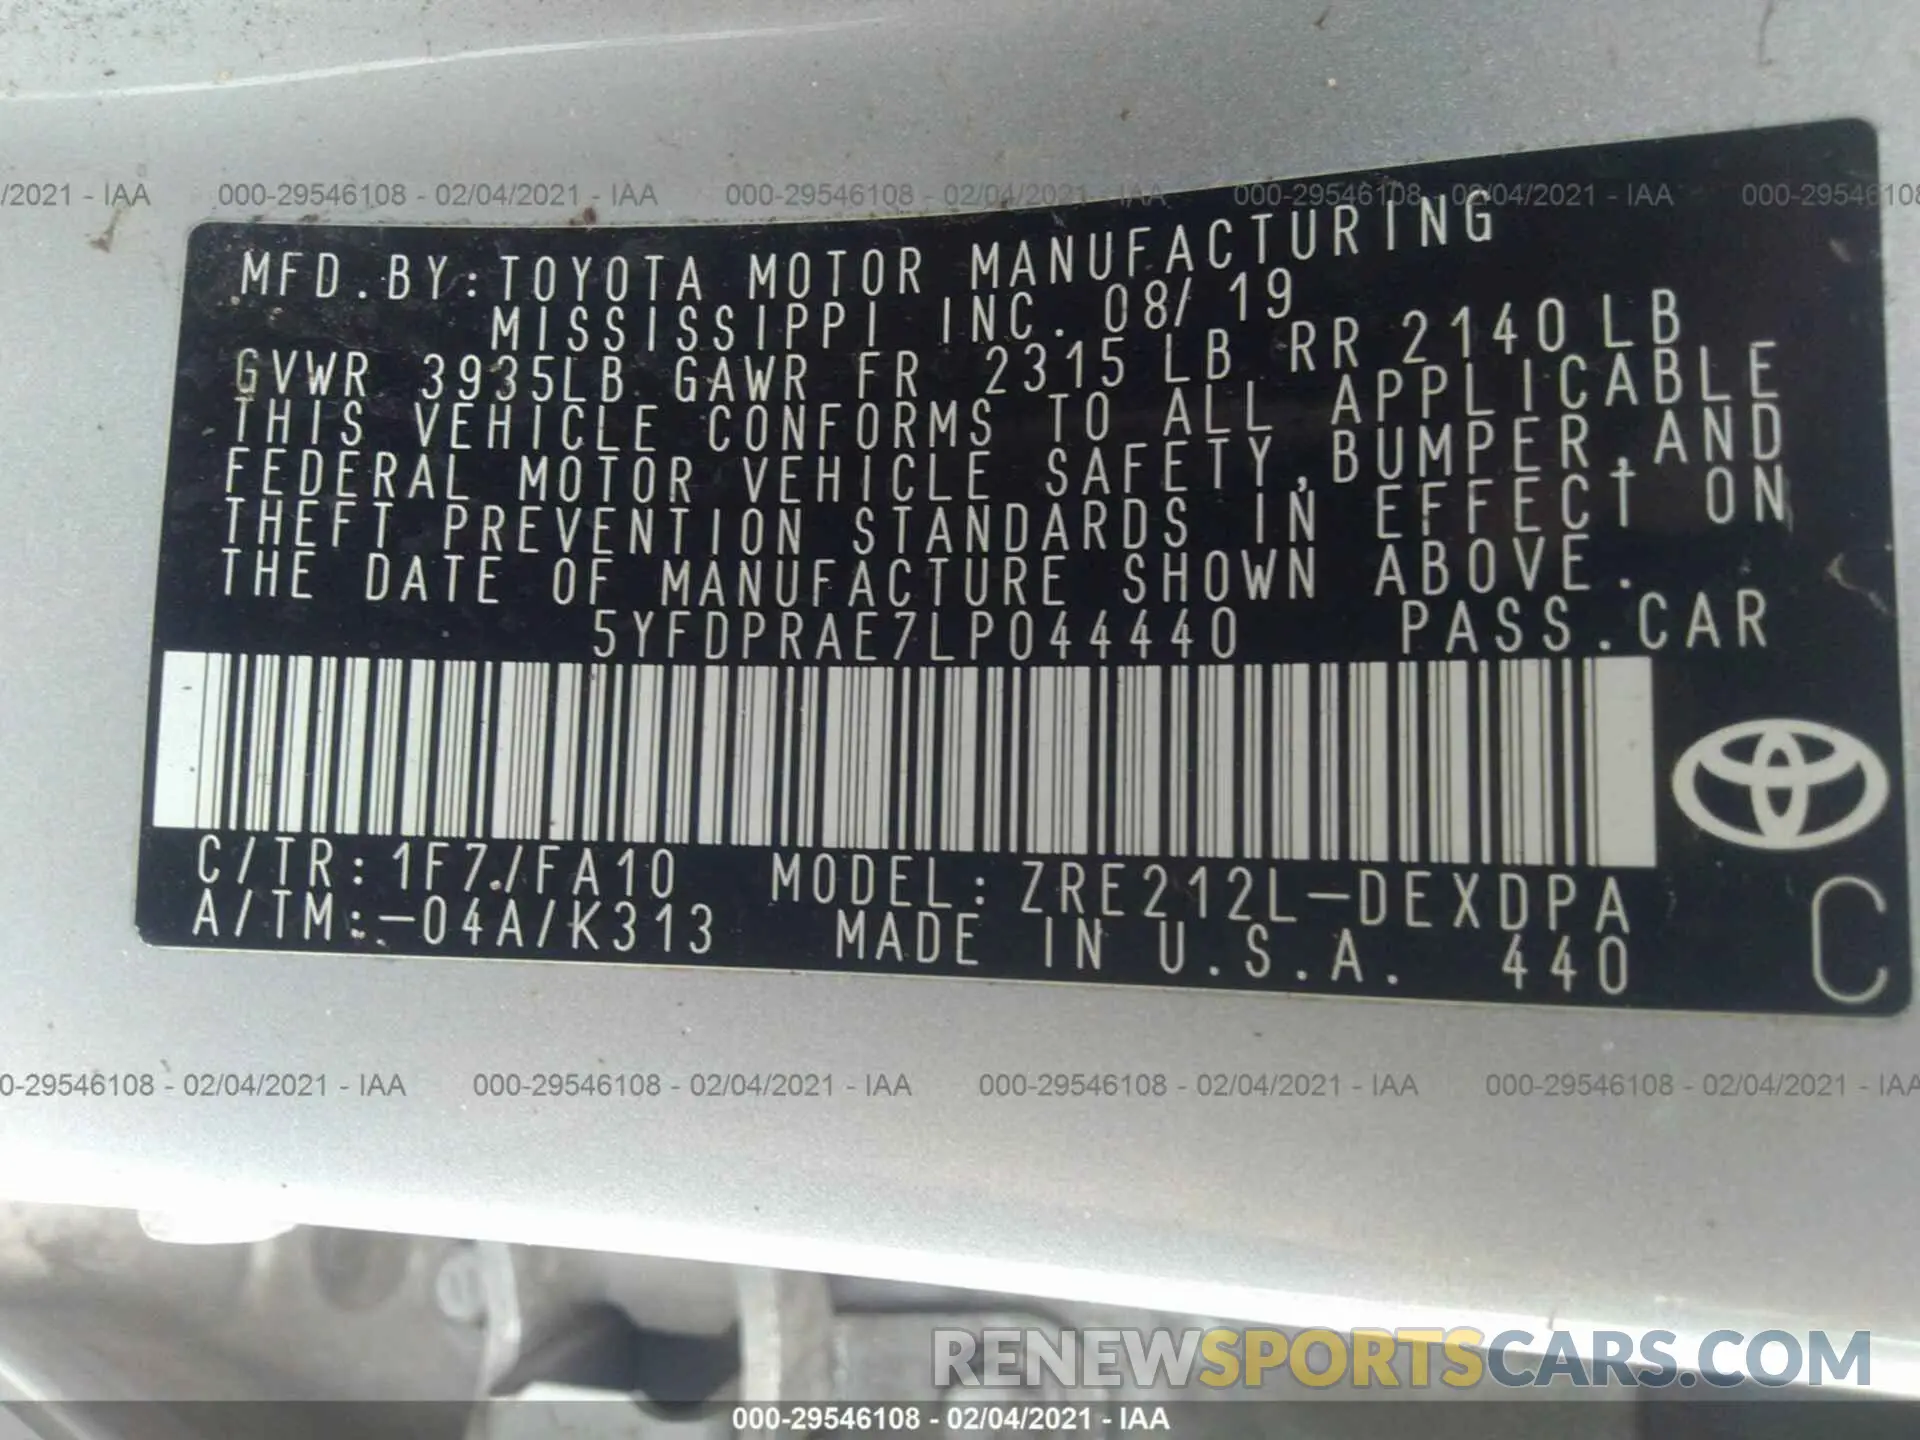 /2021 - IAA 000-29546108 - 02/04/2021 - IAA 000-29546108 - 02/04/2021 - IAA 000-29546108 - 02/04/2021 - IAA 000-29546108
MFD.BY:TOYOTA MOTOR MANUFACTURING
MISSISSIPPI INC. 08/19
GVWR 3935LB GAWR FR 2315LB RR 2140LB
THIS VEHICLE CONFORMS TO ALL APPLICABLE
FEDERAL MOTOR VEHICLE SAFETY,BUMPER,AND
THEFT PREVENTION STANDARDS IN EFFECT ON
THE DATE OF MANUFACTURE SHOWN ABOVE.
5YFDPRAE7LP044440 PASS.CAR
C/TR:1F7/FA10 MODEL:ZRE212L-DEXDPA
A/TM:-04A/K313 MADE IN U.S.A. 440 C
0-29546108 - 02/04/2021 - IAA 000-29546108 - 02/04/2021 - IAA 000-29546108 - 02/04/2021 - IAA 000-29546108 - 02/04/2021 - IAA
RENEWSPORTSCARS.COM
000-29546108 - 02/04/2021 - IAA